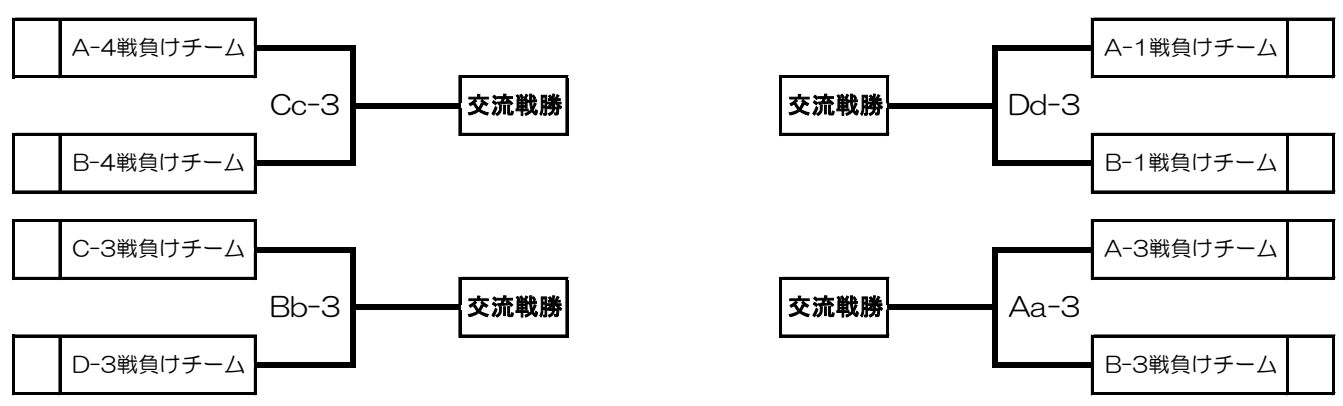 A-4戦負けチーム
Cc-3
交流戦勝
B-4戦負けチーム
C-3戦負けチーム
Bb-3
交流戦勝
D-3戦負けチーム
A-1戦負けチーム
交流戦勝
Dd-3
B-1戦負けチーム
A-3戦負けチーム
交流戦勝
Aa-3
B-3戦負けチーム